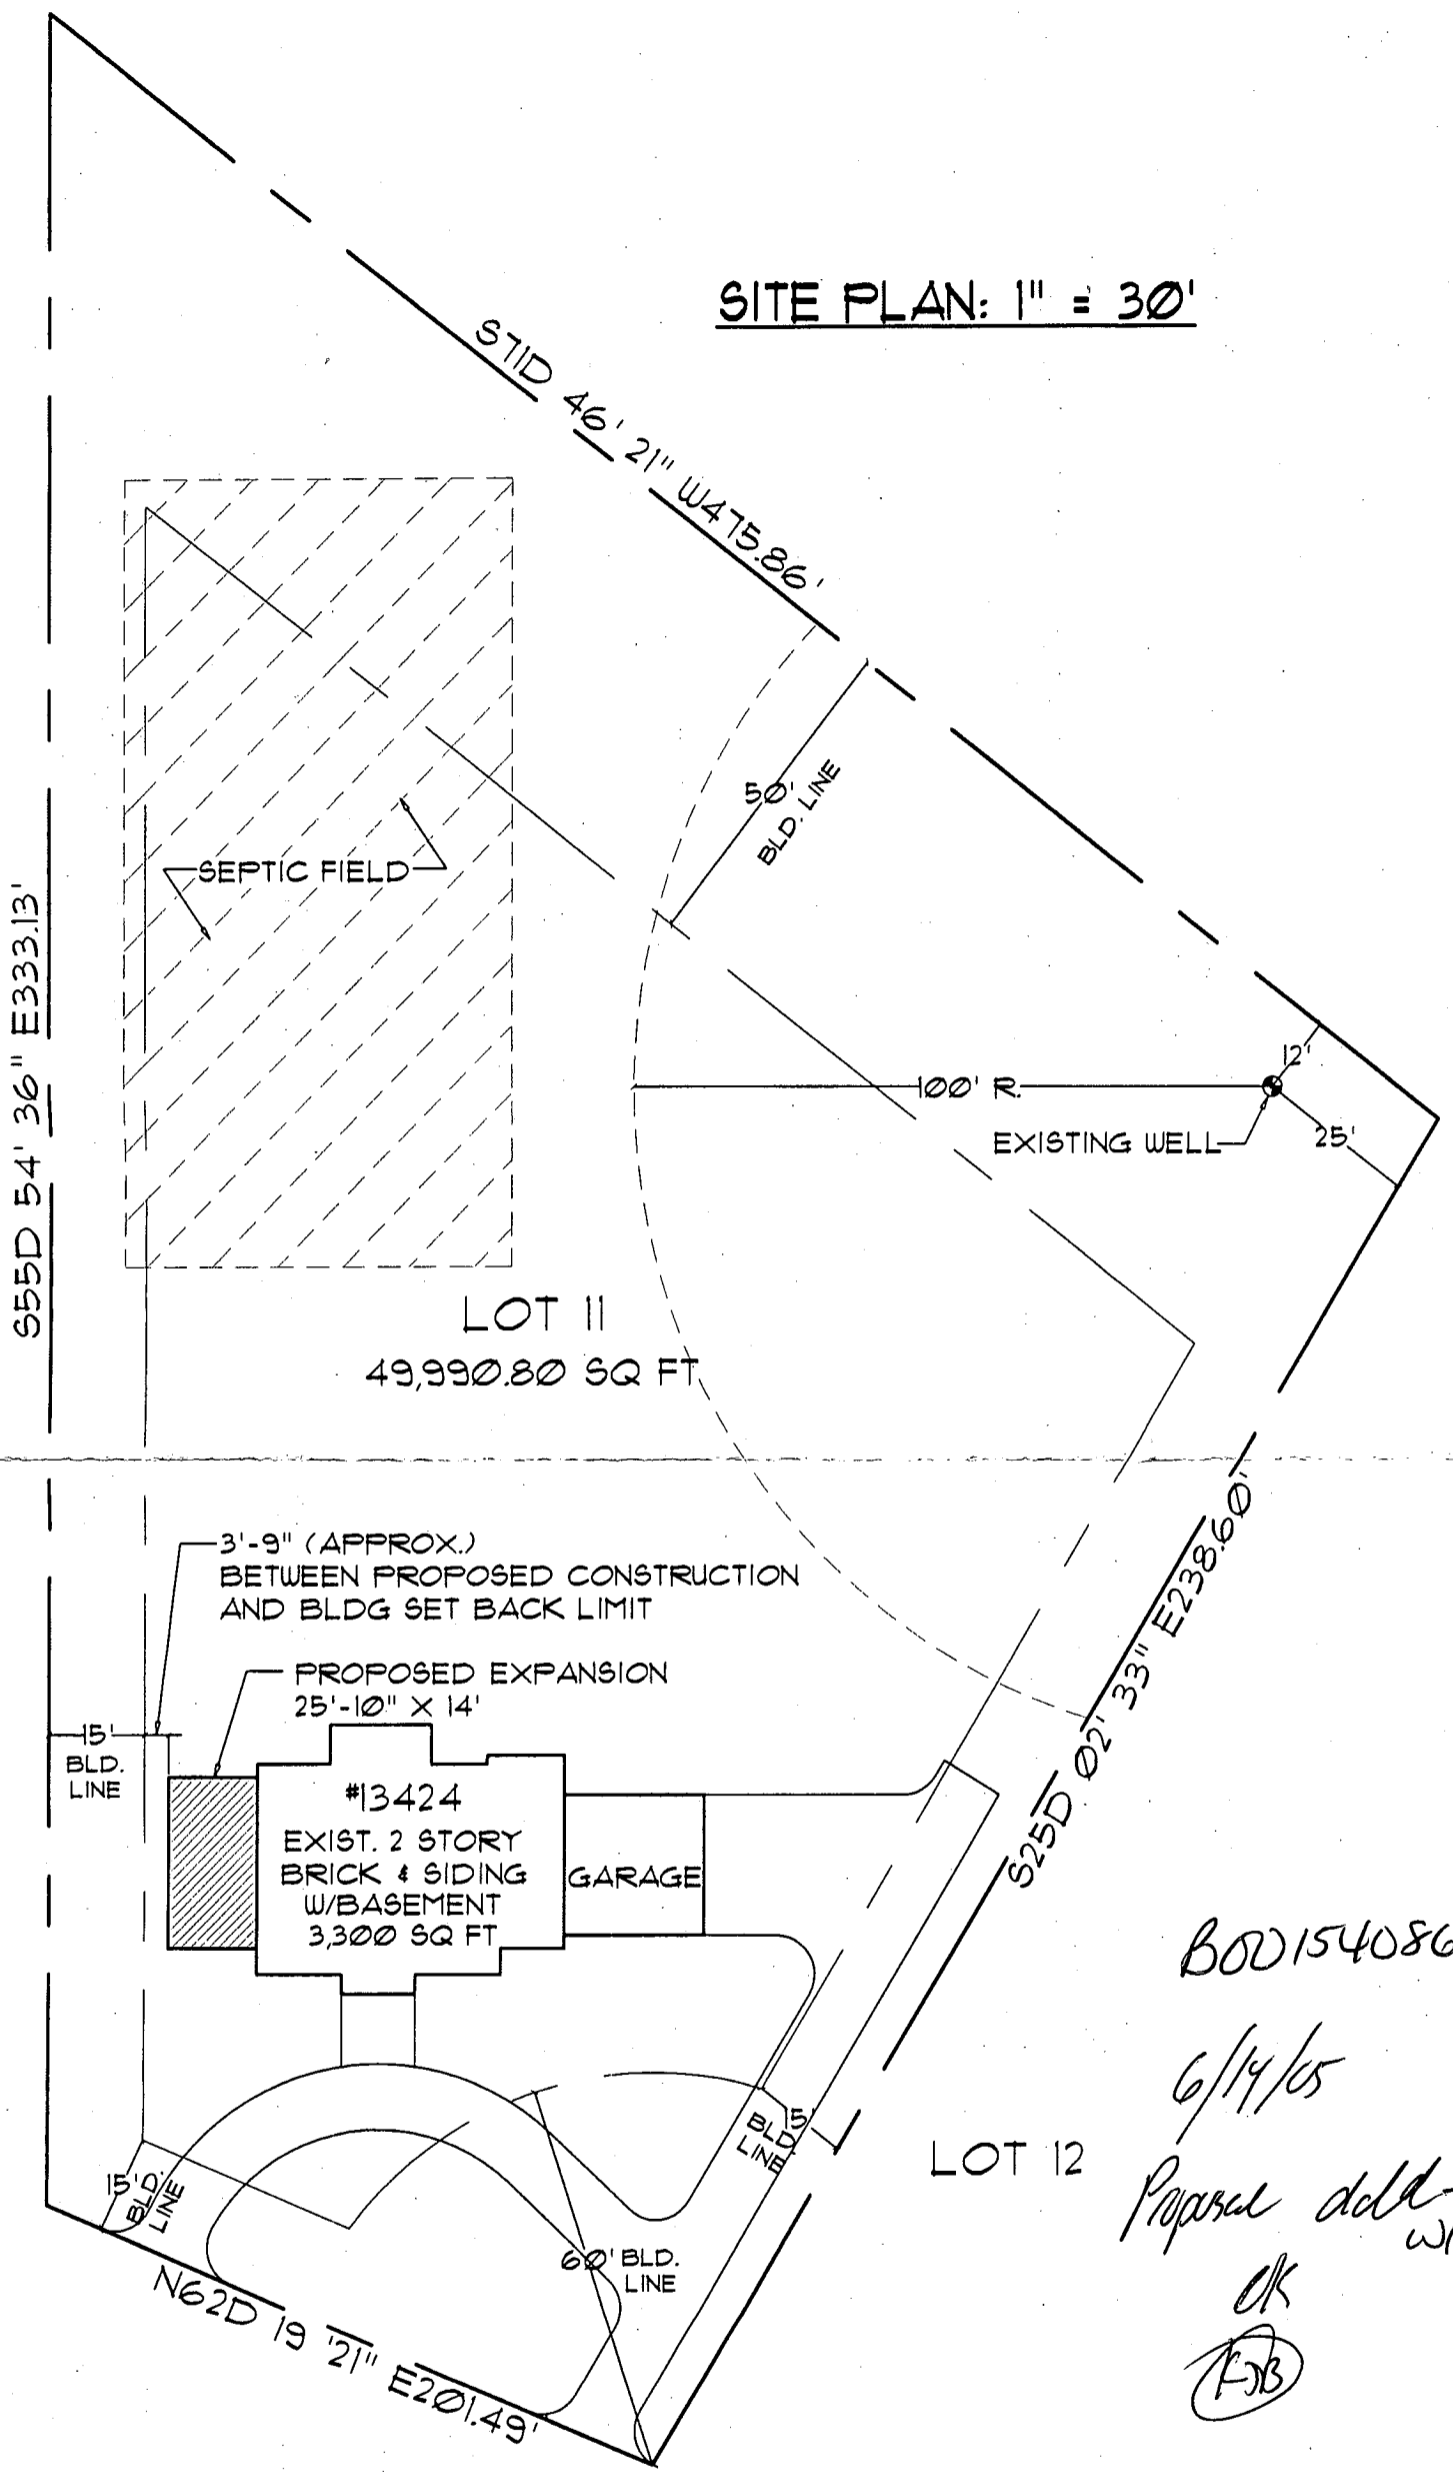 SITE PLAN: 1" = 30'
S71D 46' 21" W475.86'
50'
BLD. LINE
SEPTIC FIELD
S55D 54' 36" E333.13'
12'
100' R.
EXISTING WELL
25'
LOT 11
49,990.80 SQ FT
3'-9" (APPROX.)
BETWEEN PROPOSED CONSTRUCTION
AND BLDG SET BACK LIMIT
S25D 02' 33" E238.60'
PROPOSED EXPANSION
25'-10" X 14'
15'
BLD.
LINE
#13424
EXIST. 2 STORY
BRICK & SIDING
W/BASEMENT
3,300 SQ FT
GARAGE
B00154086
6/14/05
15'
BLD.
LINE
LOT 12
15'
BLD.
LINE
Proposed
60' BLD.
LINE
OK
N62D 19 '21" E201.49'